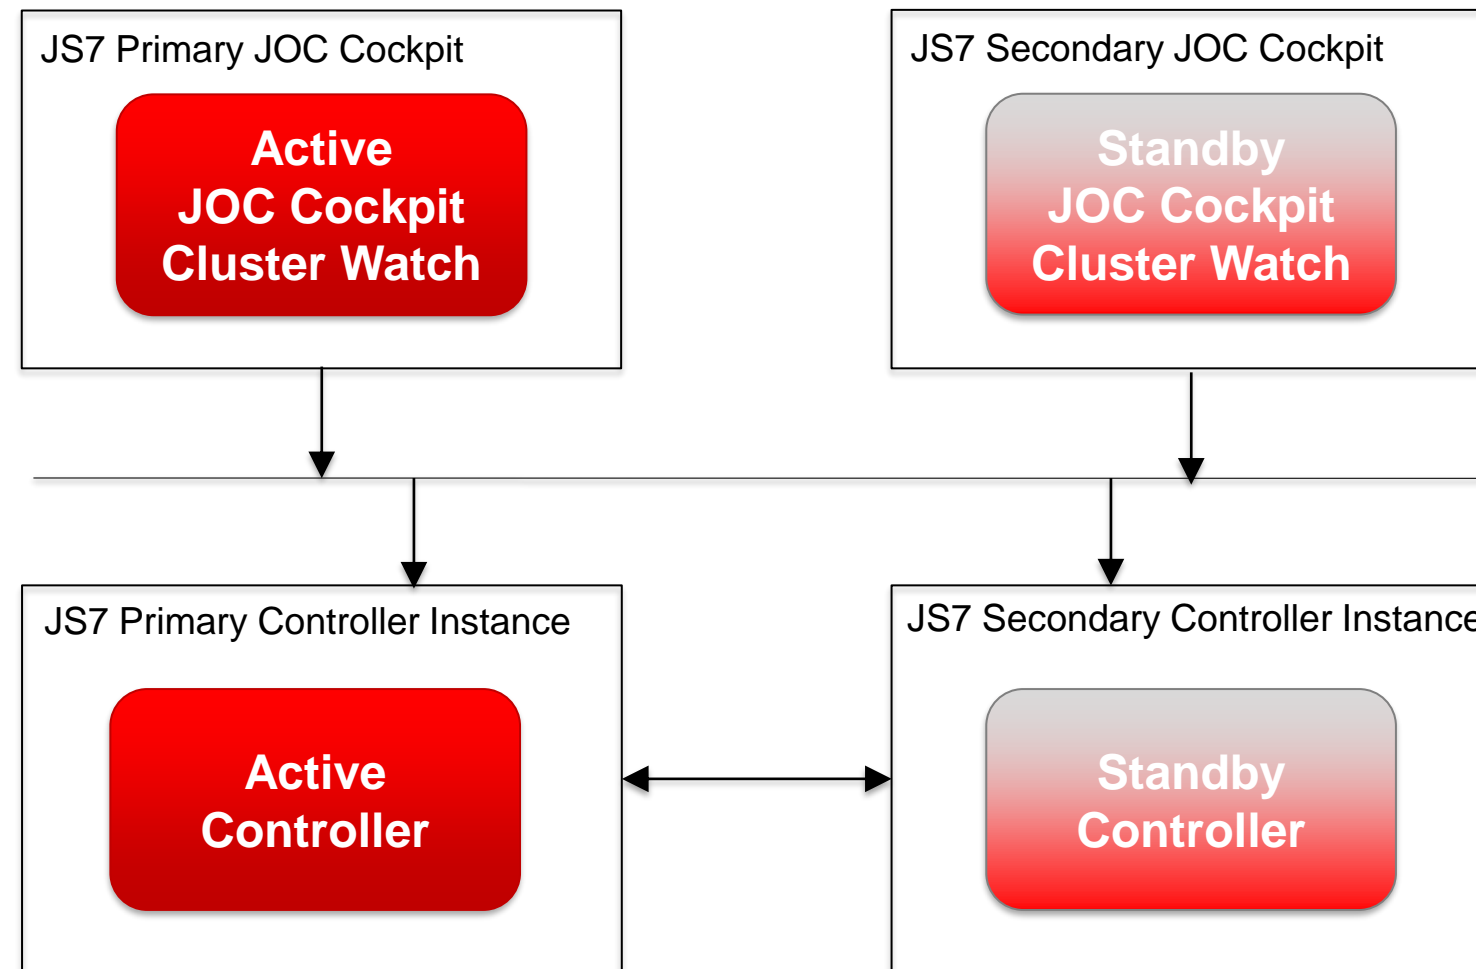 JS7 Primary JOC Cockpit
Active
JOC Cockpit
Cluster Watch
JS7 Secondary JOC Cockpit
Standby
JOC Cockpit
Cluster Watch
JS7 Primary Controller Instance
Active
Controller
JS7 Secondary Controller Instance
Standby
Controller